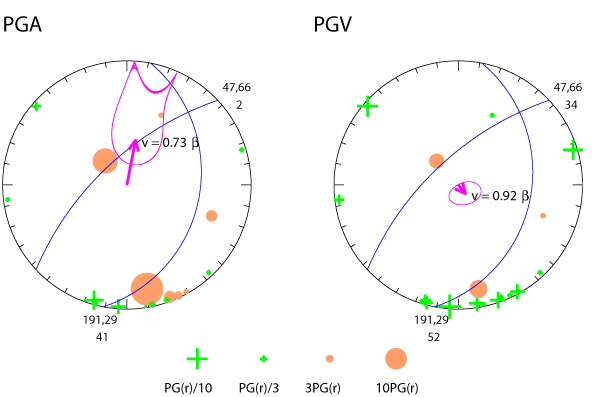 PGA
PGV
47,66
2
47,66
34
v = 0.73 β
v = 0.92 β
191,29
41
191,29
52
PG(r)/10
PG(r)/3
3PG(r)
10PG(r)